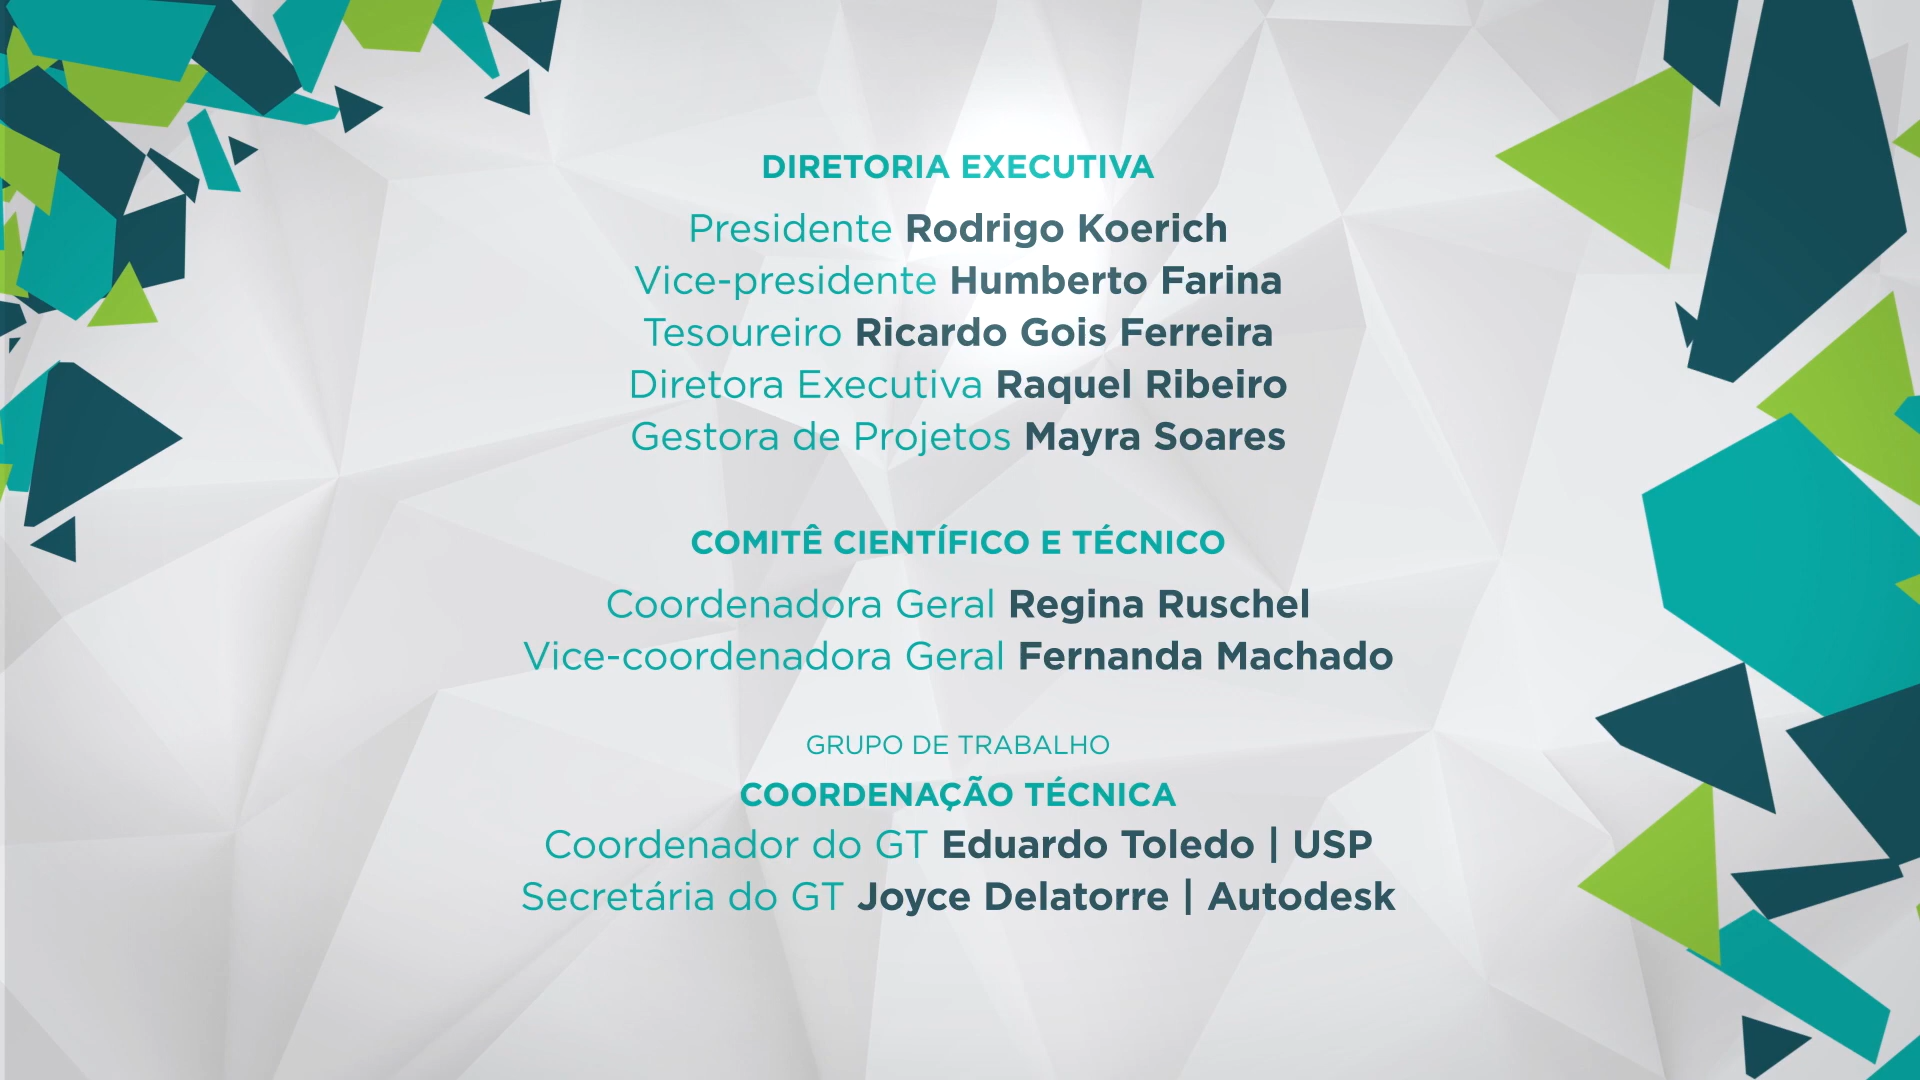 DIRETORIA EXECUTIVA
Presidente Rodrigo Koerich
Vice-presidente Humberto Farina
Tesoureiro Ricardo Gois Ferreira
Diretora Executiva Raquel Ribeiro
Gestora de Projetos Mayra Soares
COMITÊ CIENTÍFICO E TÉCNICO
Coordenadora Geral Regina Ruschel
Vice-coordenadora Geral Fernanda Machado
GRUPO DE TRABALHO
COORDENAÇÃO TÉCNICA
Coordenador do GT Eduardo Toledo | USP
Secretária do GT Joyce Delatorre | Autodesk